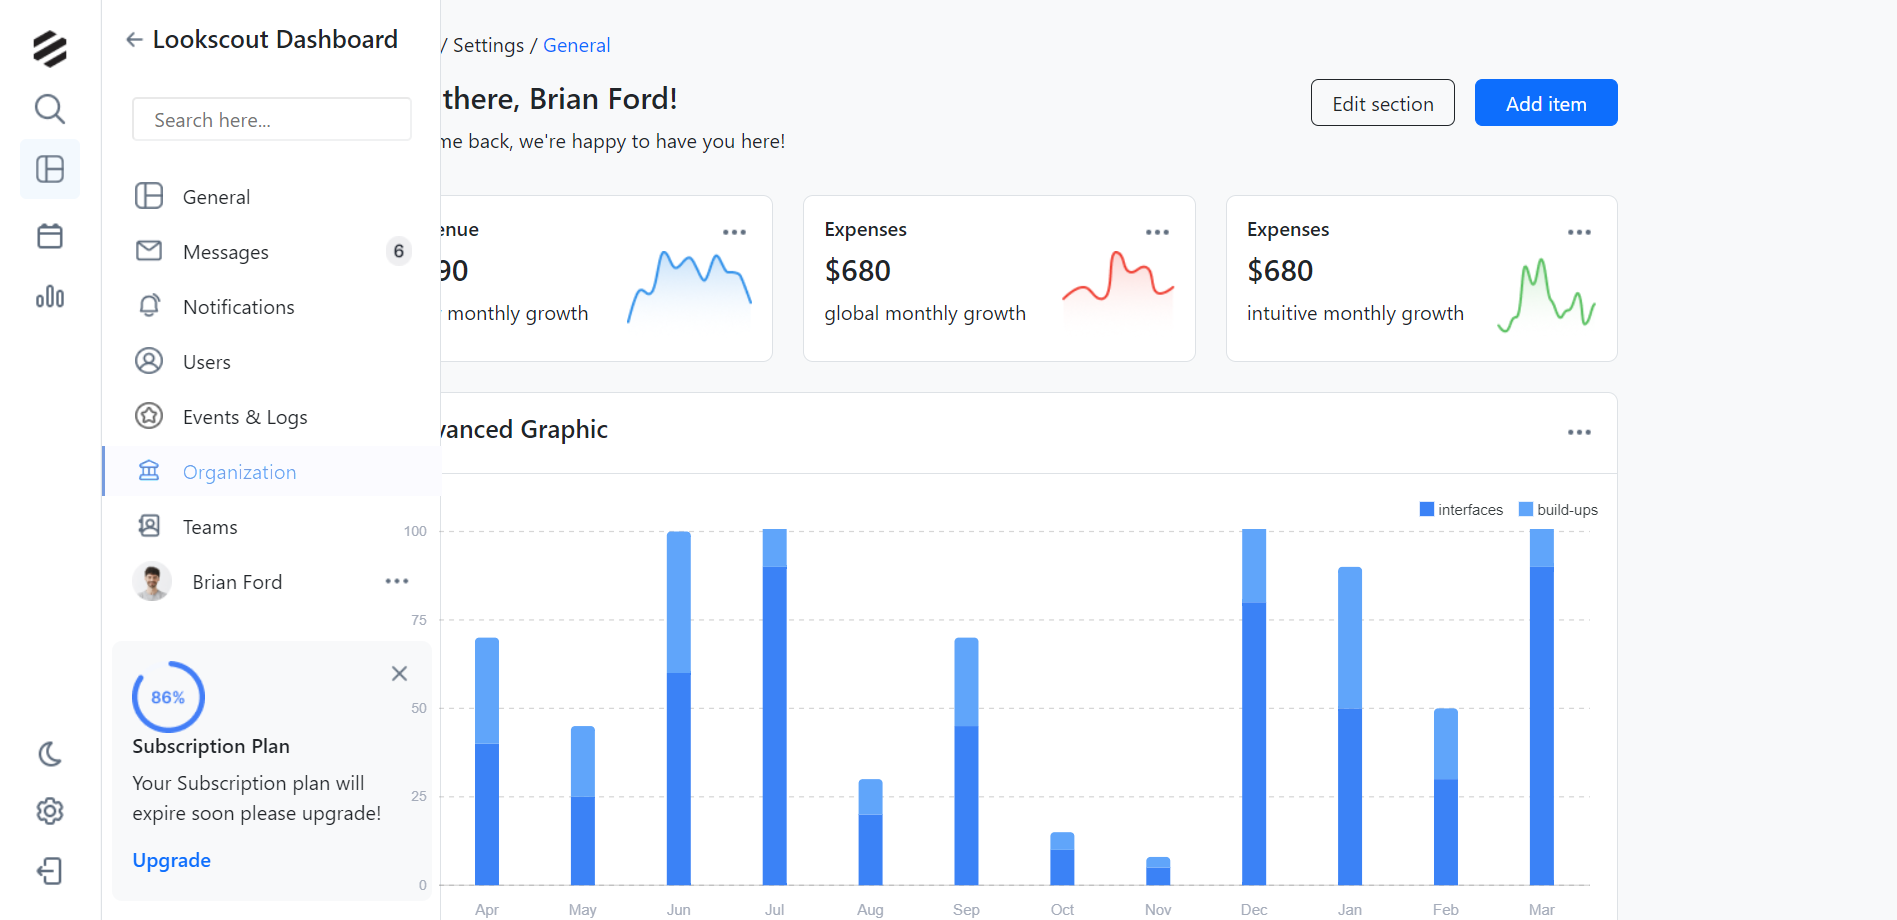 Lookscout Dashboard
Search here...
General
Messages 6
Notifications
Users
Events & Logs
Organization
Teams
Brian Ford
86%
Subscription Plan
Your Subscription plan will
expire soon please upgrade!
Upgrade
/ Settings / General
there, Brian Ford!
me back, we're happy to have you here!
Edit section
Add item
enue
90
monthly growth
Expenses
$680
global monthly growth
Expenses
$680
intuitive monthly growth
vanced Graphic
interfaces build-ups
100
75
50
25
0
Apr May Jun Jul Aug Sep Oct Nov Dec Jan Feb Mar